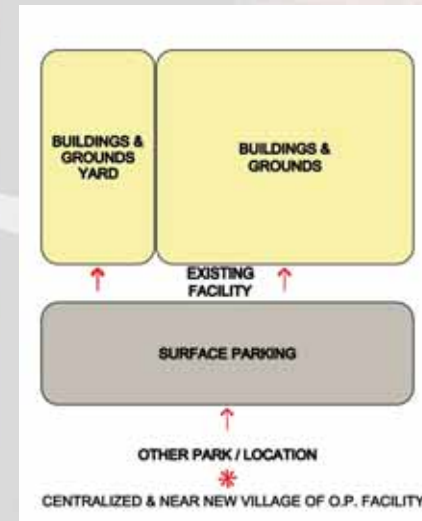 BUILDINGS &
GROUNDS
YARD
BUILDINGS &
GROUNDS
EXISTING
FACILITY
SURFACE PARKING
OTHER PARK / LOCATION
CENTRALIZED & NEAR NEW VILLAGE OF O.P. FACILITY